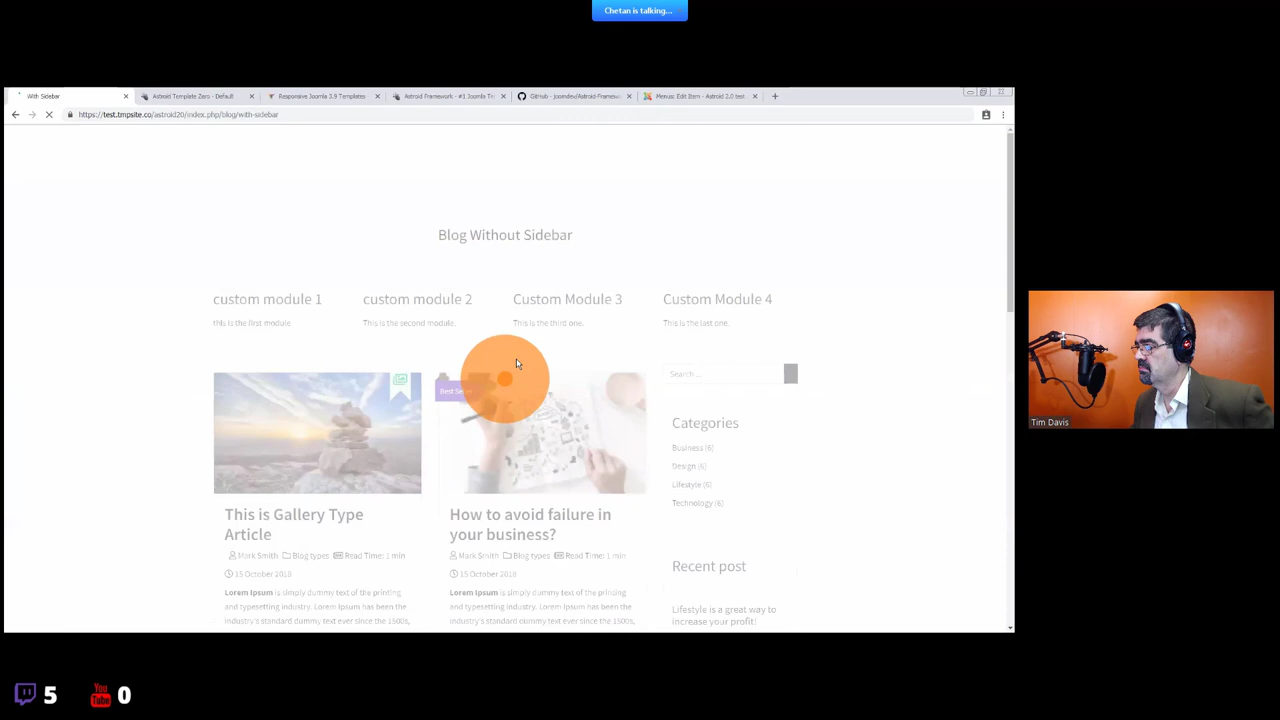 Chetan is talking...
With Sidebar
Astroid Template Zero - Default
Responsive Joomla 3.9 Templates
Astroid Framework - #1 Joomla Te
GitHub - joomdev/Astroid-Framew
Menus: Edit Item - Astroid 2.0 test
https://test.tmpsite.co/astroid20/index.php/blog/with-sidebar
Blog Without Sidebar
custom module 1
custom module 2
Custom Module 3
Custom Module 4
this is the first module
This is the second module.
This is the third one.
This is the last one.
Search ...
Best Se
Categories
Business (6)
Design (6)
Lifestyle (6)
Technology (6)
This is Gallery Type
Article
How to avoid failure in
your business?
Mark Smith Blog types Read Time: 1 min
15 October 2018
Mark Smith Blog types Read Time: 1 min
15 October 2018
Lorem Ipsum is simply dummy text of the printing
and typesetting industry. Lorem Ipsum has been the
industry's standard dummy text ever since the 1500s,
Lorem Ipsum is simply dummy text of the printing
and typesetting industry. Lorem Ipsum has been the
industry's standard dummy text ever since the 1500s,
Recent post
Lifestyle is a great way to
increase your profit!
Tim Davis
5
You
Tube
0